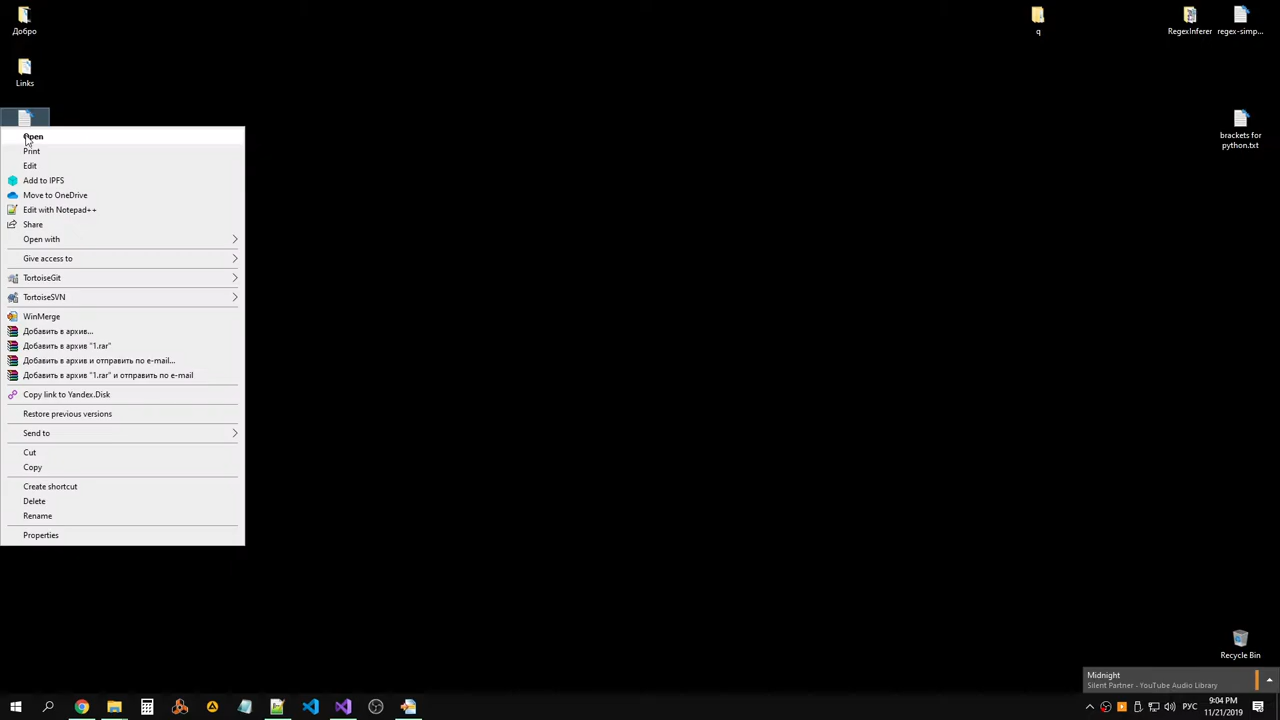 Добро
Links
q
RegexInferer
regex-simp...
brackets for
python.txt
Open
Print
Edit
Add to IPFS
Move to OneDrive
Edit with Notepad++
Share
Open with
Give access to
TortoiseGit
TortoiseSVN
WinMerge
Добавить в архив...
Добавить в архив "1.rar"
Добавить в архив и отправить по e-mail...
Добавить в архив "1.rar" и отправить по e-mail
Copy link to Yandex.Disk
Restore previous versions
Send to
Cut
Copy
Create shortcut
Delete
Rename
Properties
Recycle Bin
Midnight
Silent Partner - YouTube Audio Library
РУС
9:04 PM
11/21/2019